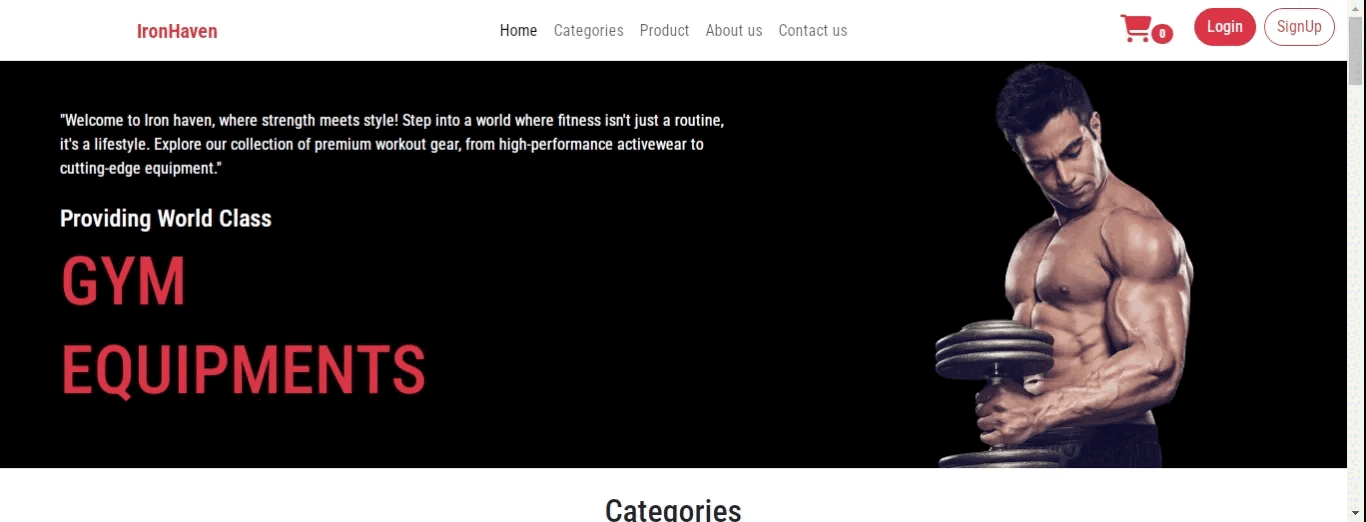 IronHaven
Home Categories Product About us Contact us
0
Login SignUp
"Welcome to Iron haven, where strength meets style! Step into a world where fitness isn't just a routine,
it's a lifestyle. Explore our collection of premium workout gear, from high-performance activewear to
cutting-edge equipment."
Providing World Class
GYM
EQUIPMENTS
Categories